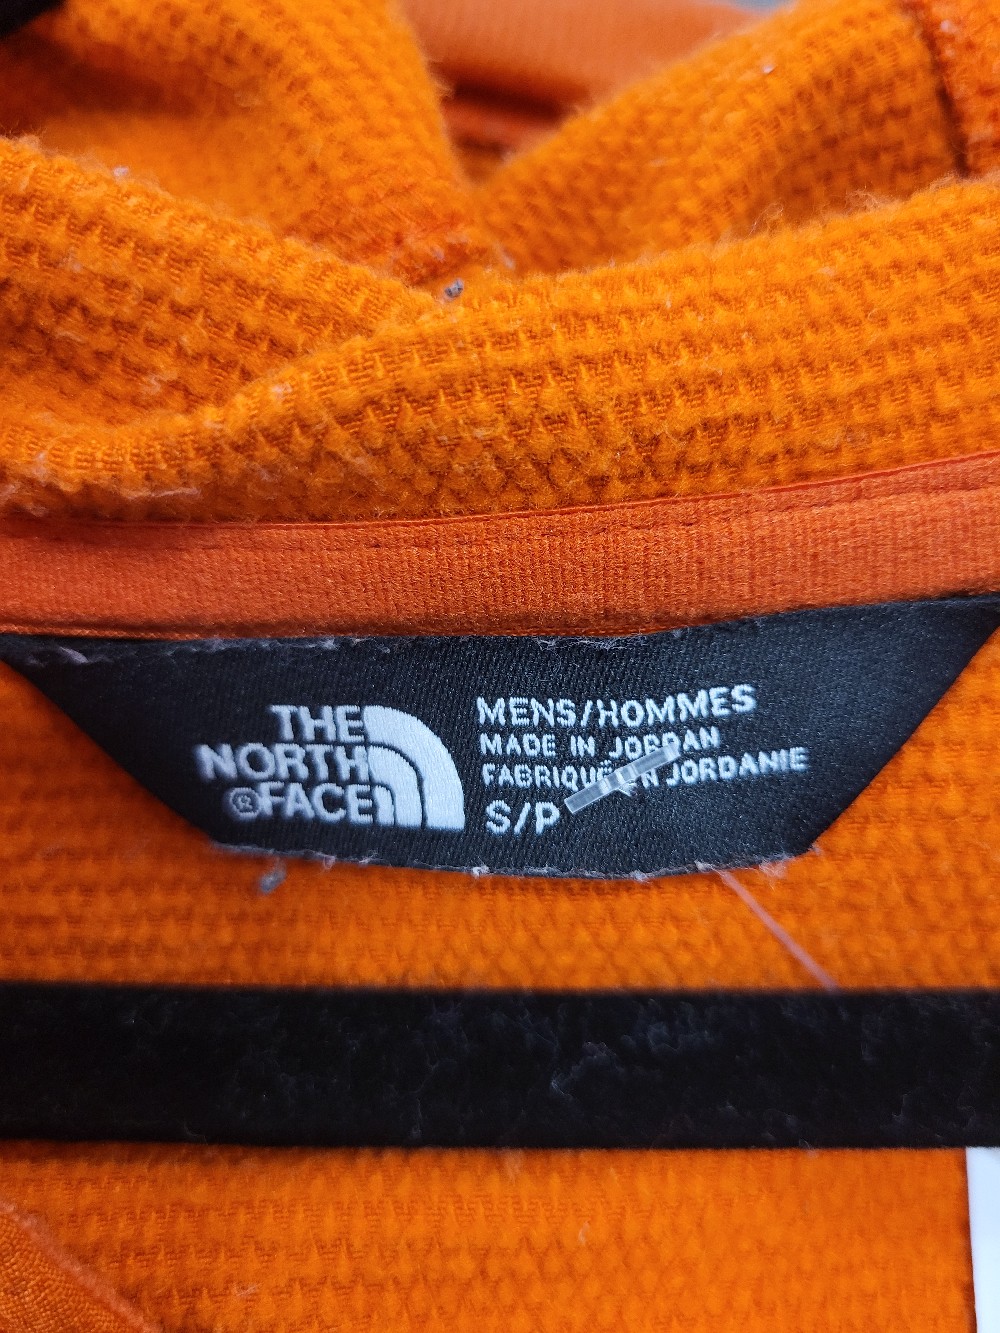 THE
NORTH
®FACE
MENS/HOMMES
MADE IN JORDAN
FABRIQUÉ EN JORDANIE
S/P